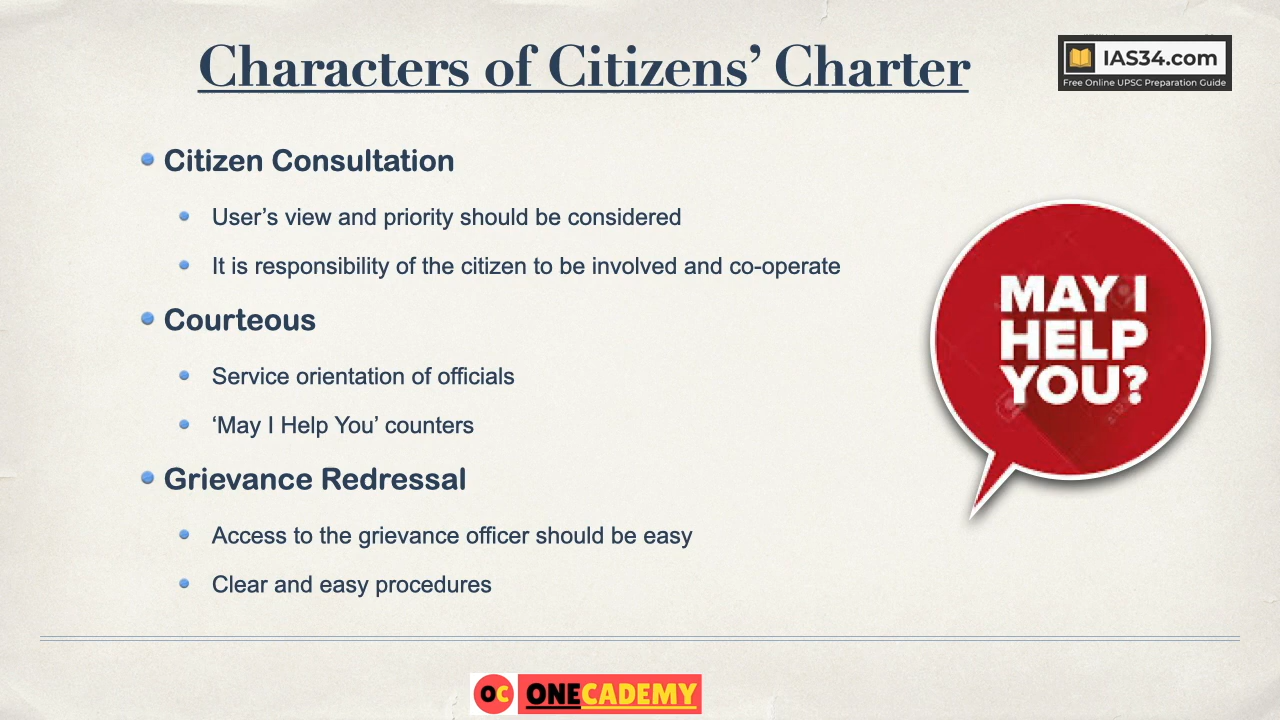 Characters of Citizens’ Charter
IAS34.com
Free Online UPSC Preparation Guide
Citizen Consultation
User’s view and priority should be considered
It is responsibility of the citizen to be involved and co-operate
Courteous
Service orientation of officials
‘May I Help You’ counters
Grievance Redressal
Access to the grievance officer should be easy
Clear and easy procedures
MAY I
HELP
YOU?
OC ONECADEMY